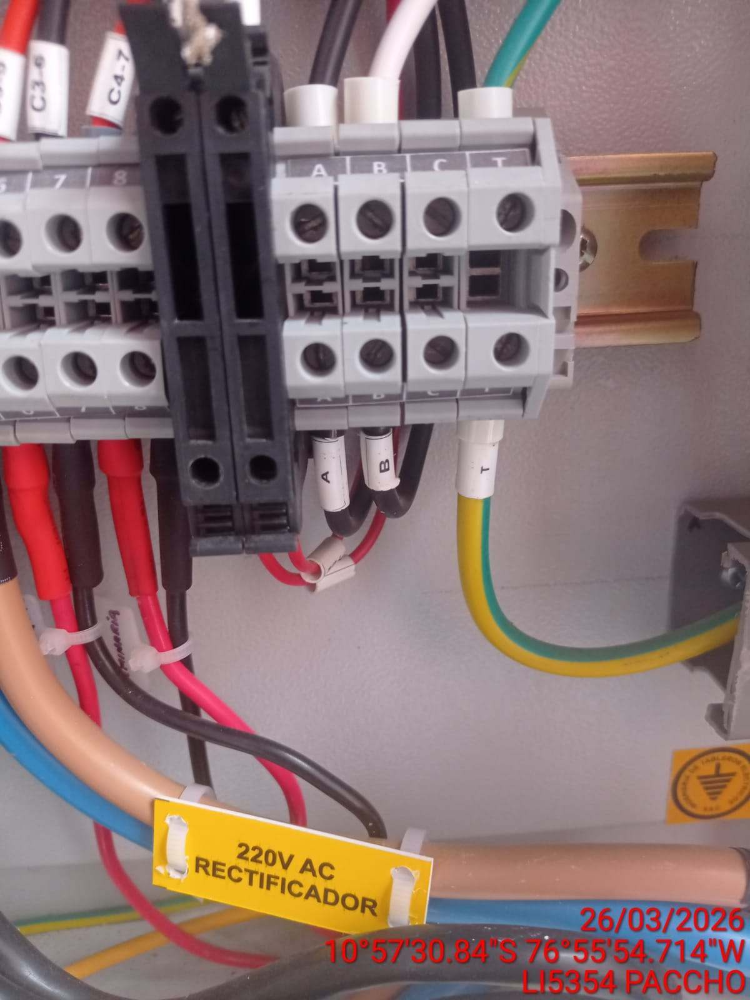 C3-6
C4-7
7
8
A
B
C
T
A
B
C
T
8
A
B
T
220V AC
RECTIFICADOR
26/03/2026
10°57'30.84"S 76°55'54.714"W
LI5354 PACCHO